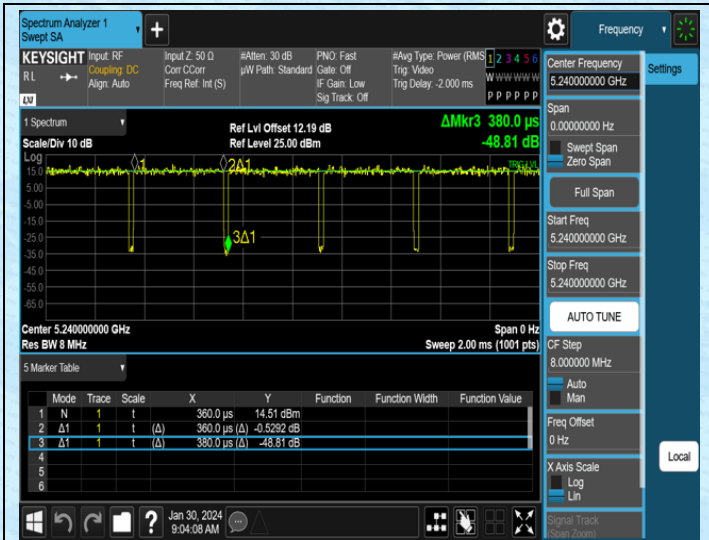 Spectrum Analyzer 1
Swept SA
+
Frequency
KEYSIGHT
RL
LXI
Input: RF
Coupling: DC
Align: Auto
Input Z: 50 Ω
Corr CCorr
Freq Ref: Int (S)
#Atten: 30 dB
µW Path: Standard
PNO: Fast
Gate: Off
IF Gain: Low
Sig Track: Off
#Avg Type: Power (RMS
Trig: Video
Trig Delay: -2.000 ms
1 2 3 4 5 6
W W W W W W
P P P P P P
Center Frequency
5.240000000 GHz
Settings
Span
0.00000000 Hz
Swept Span
Zero Span
Full Span
Start Freq
5.240000000 GHz
Stop Freq
5.240000000 GHz
AUTO TUNE
CF Step
8.000000 MHz
Auto
Man
Freq Offset
0 Hz
X Axis Scale
Log
Lin
Signal Track
(Span Zoom)
Local
1 Spectrum
Scale/Div 10 dB
Ref Lvl Offset 12.19 dB
Ref Level 25.00 dBm
ΔMkr3 380.0 µs
-48.81 dB
Log
15.0
5.00
-5.00
-15.0
-25.0
-35.0
-45.0
-55.0
-65.0
1
2Δ1
3Δ1
TRIG LVL
Center 5.240000000 GHz
Span 0 Hz
Res BW 8 MHz
Sweep 2.00 ms (1001 pts)
5 Marker Table
Mode Trace Scale X Y Function Function Width Function Value
1 N 1 t 360.0 µs 14.51 dBm
2 Δ1 1 t (Δ) 360.0 µs (Δ) -0.5292 dB
3 Δ1 1 t (Δ) 380.0 µs (Δ) -48.81 dB
4
5
6
?
Jan 30, 2024
9:04:08 AM